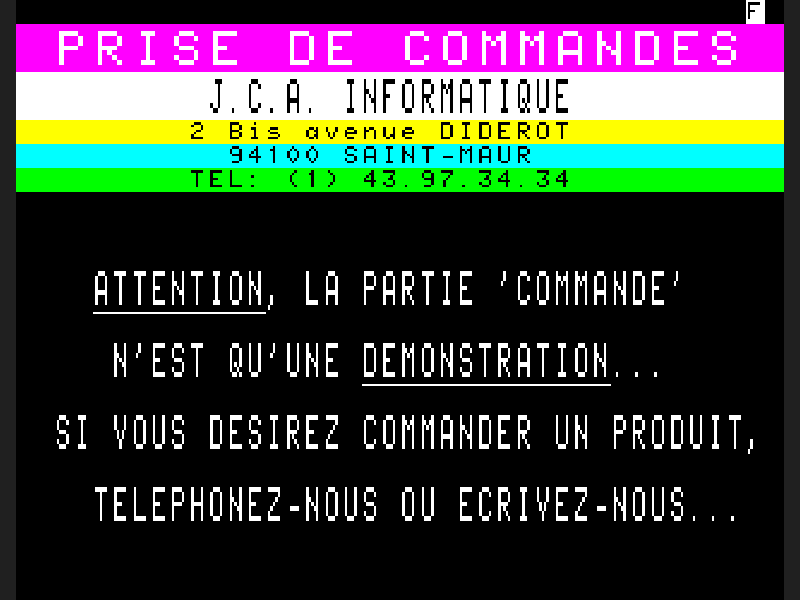 F
PRISE DE COMMANDES
J.C.A. INFORMATIQUE
2 Bis avenue DIDEROT
94100 SAINT-MAUR
TEL: (1) 43.97.34.34
ATTENTION, LA PARTIE 'COMMANDE'
N'EST QU'UNE DEMONSTRATION...
SI VOUS DESIREZ COMMANDER UN PRODUIT,
TELEPHONEZ-NOUS OU ECRIVEZ-NOUS...